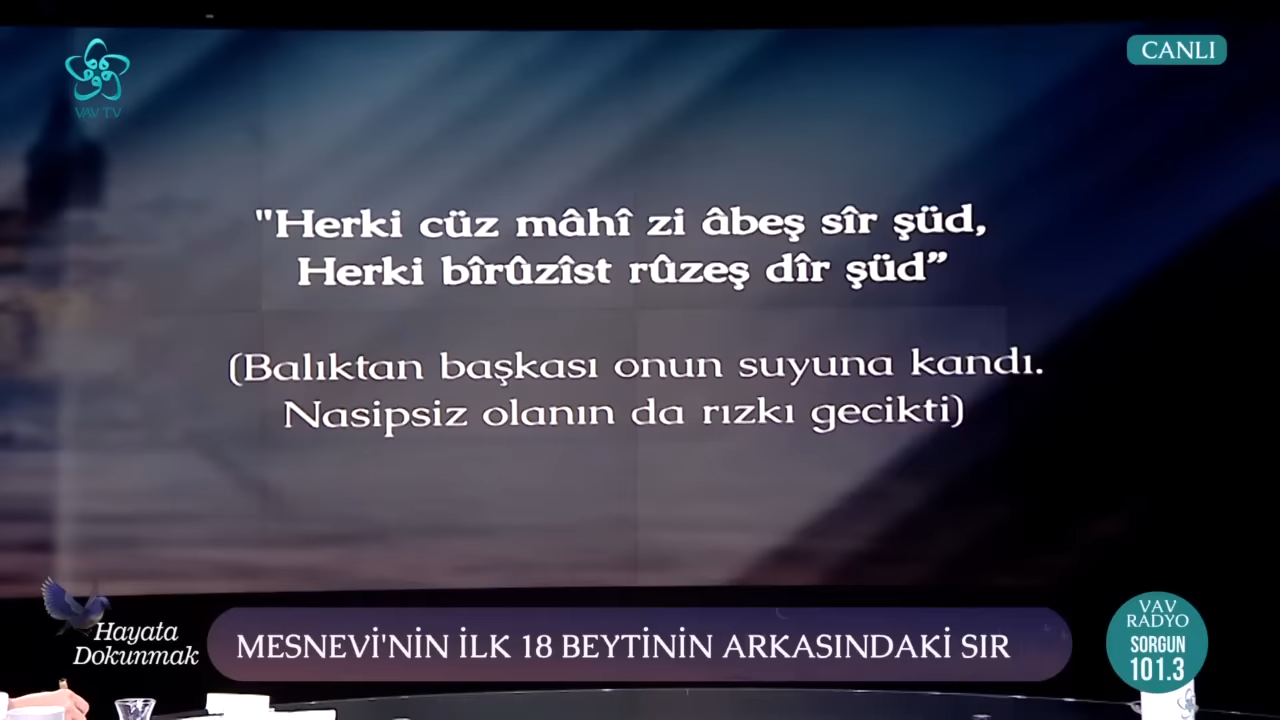 VAV TV
CANLI
"Herki cüz mâhî zi âbeş sîr şüd,
Herki bîrûzîst rûzeş dîr şüd”
(Balıktan başkası onun suyuna kandı.
Nasipsiz olanın da rızkı gecikti)
Hayata
Dokunmak
MESNEVİ'NİN İLK 18 BEYTİNİN ARKASINDAKİ SIR
VAV
RADYO
SORGUN
101.3